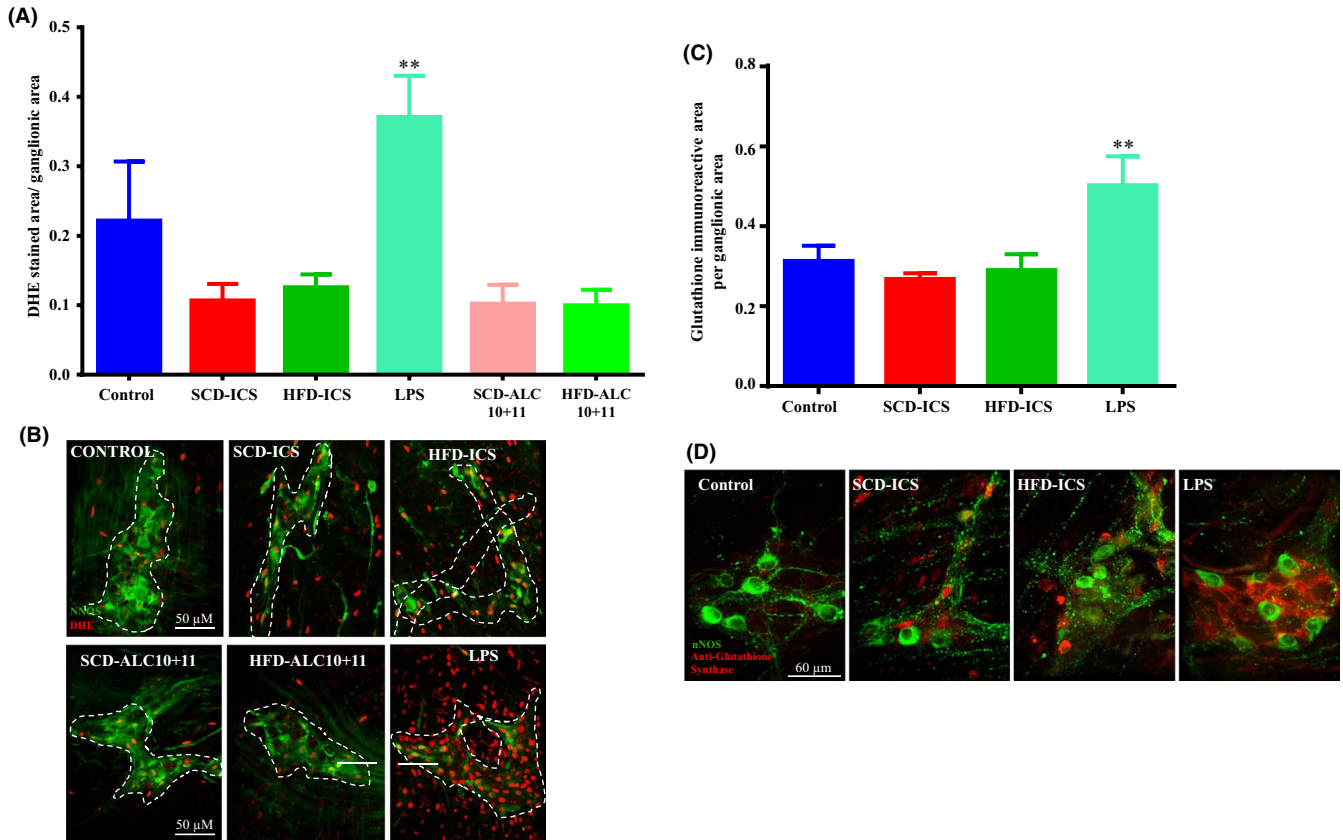 (A)
DHE stained area/ ganglionic area
0.5
0.4
0.3
0.2
0.1
0.0
**
Control
SCD-ICS
HFD-ICS
LPS
SCD-ALC
10+11
HFD-ALC
10+11
(C)
Glutathione immunoreactive area
per ganglionic area
0.8
0.6
0.4
0.2
0.0
**
Control
SCD-ICS
HFD-ICS
LPS
(B)
CONTROL
NNOS
DHE
50 µM
SCD-ICS
HFD-ICS
SCD-ALC10+11
50 µM
HFD-ALC10+11
LPS
(D)
Control
nNOS
Anti-Glutathione
Synthase
60 µm
SCD-ICS
HFD-ICS
LPS